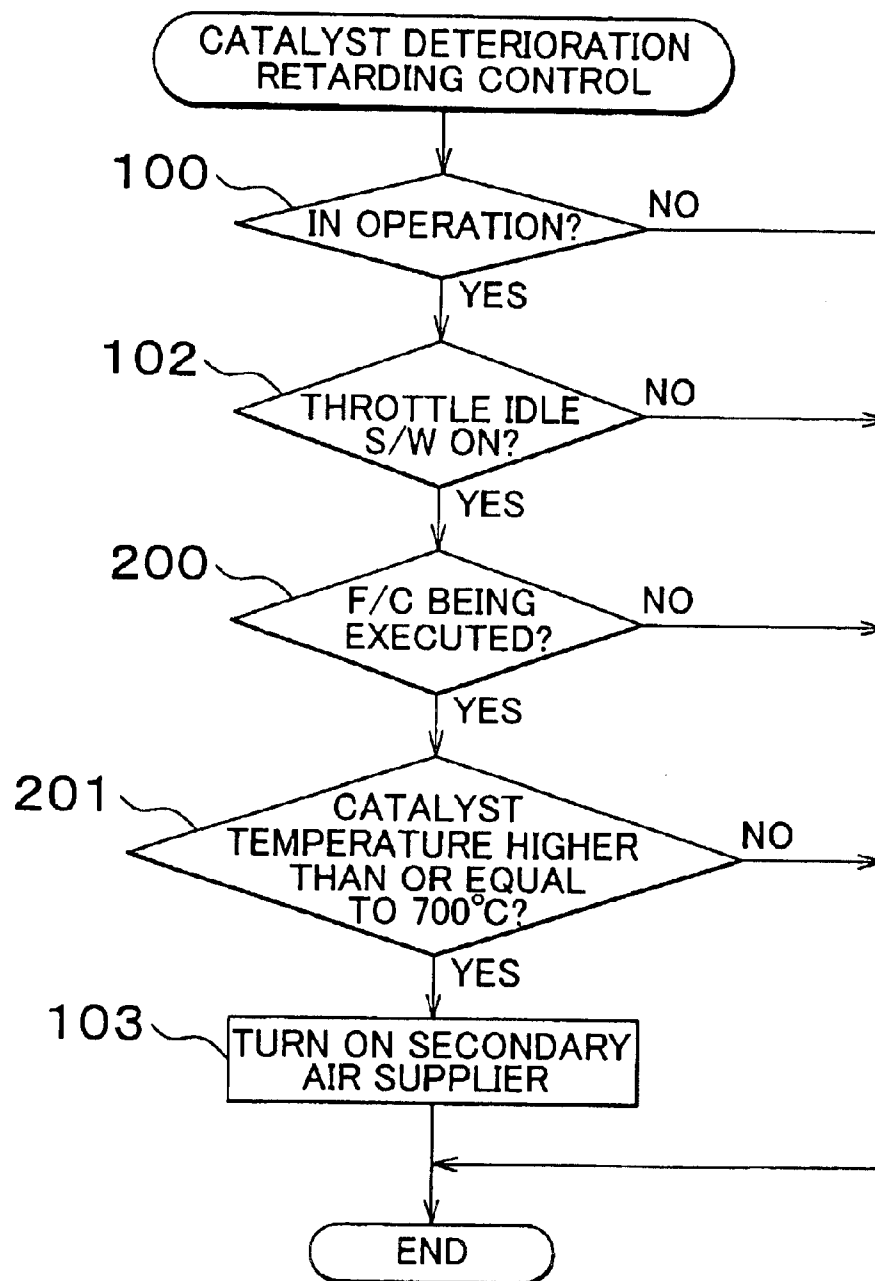 CATALYST DETERIORATION
RETARDING CONTROL
100
IN OPERATION?
NO
YES
102
THROTTLE IDLE
S/W ON?
NO
YES
200
F/C BEING
EXECUTED?
NO
YES
201
CATALYST
TEMPERATURE HIGHER
THAN OR EQUAL
TO 700°C?
NO
YES
103
TURN ON SECONDARY
AIR SUPPLIER
END